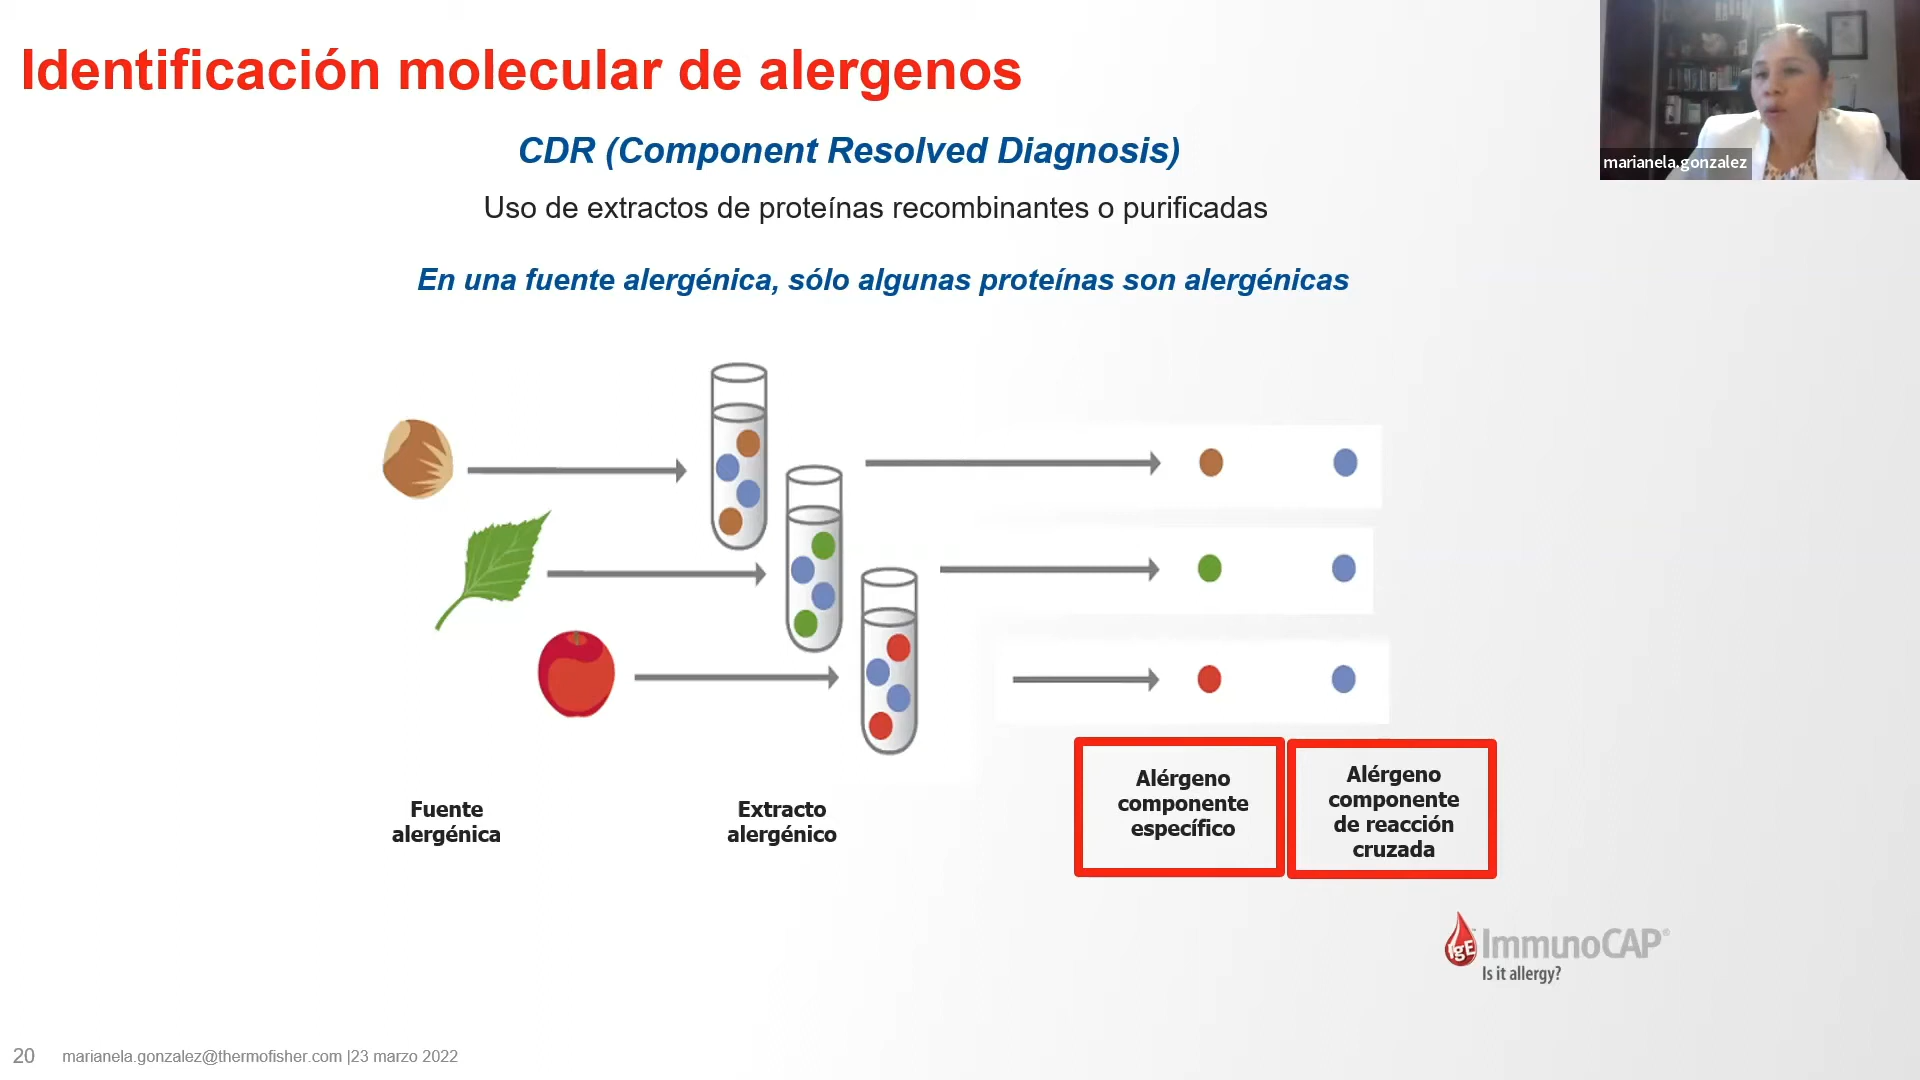 Identificación molecular de alergenos
CDR (Component Resolved Diagnosis)
Uso de extractos de proteínas recombinantes o purificadas
En una fuente alergénica, sólo algunas proteínas son alergénicas
marianela.gonzalez
Fuente
alergénica
Extracto
alergénico
Alérgeno
componente
específico
Alérgeno
componente
de reacción
cruzada
IgE ImmunoCAP®
Is it allergy?
20 marianela.gonzalez@thermofisher.com |23 marzo 2022